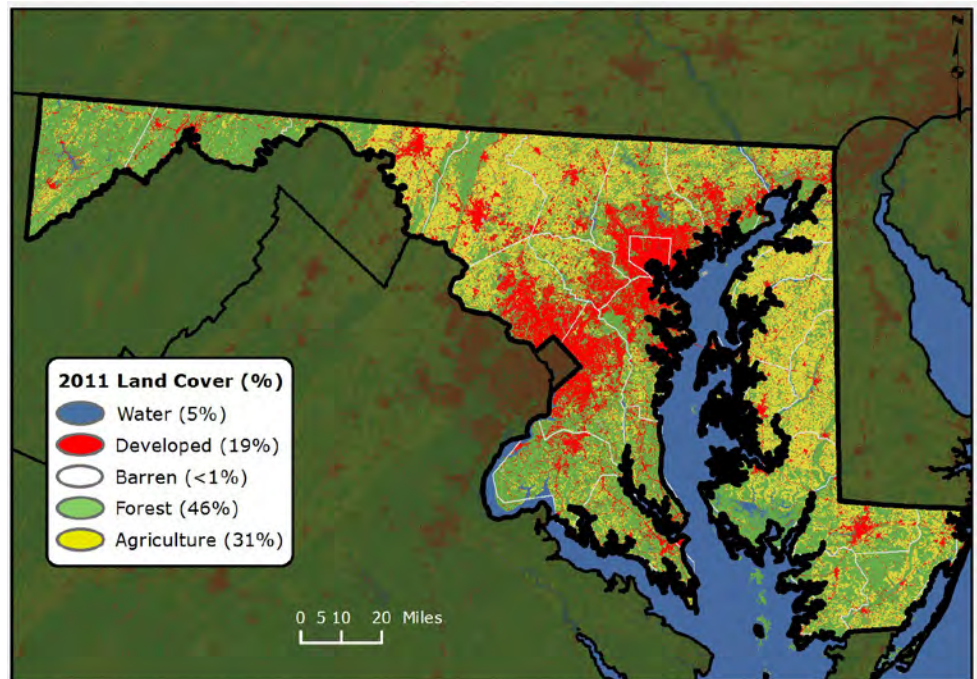 N
2011 Land Cover (%)
Water (5%)
Developed (19%)
Barren (<1%)
Forest (46%)
Agriculture (31%)
0 5 10 20 Miles